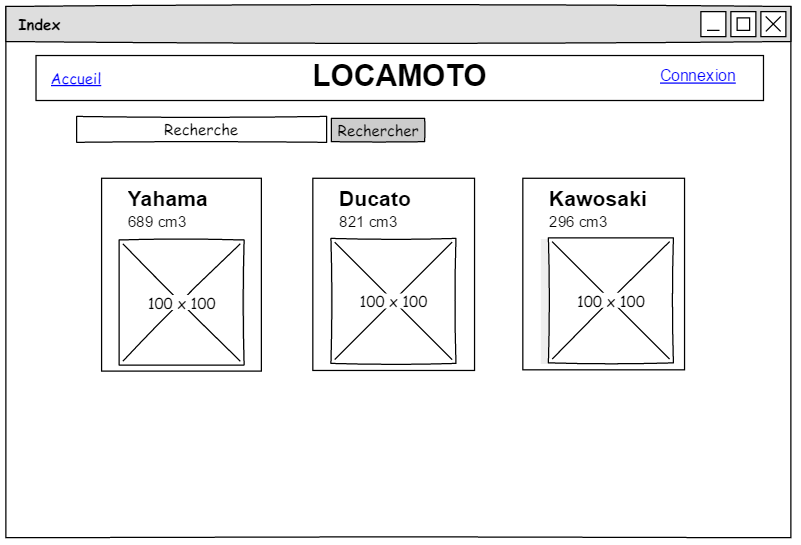 Index
Accueil LOCAMOTO Connexion
Recherche Rechercher
Yahama
689 cm3
100 x 100
Ducato
821 cm3
100 x 100
Kawosaki
296 cm3
100 x 100